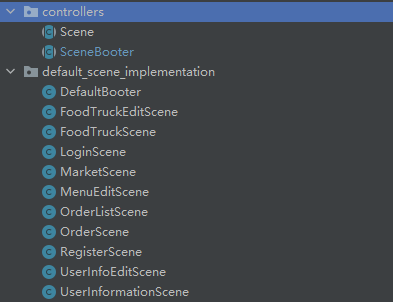 controllers
Scene
SceneBooter
default_scene_implementation
DefaultBooter
FoodTruckEditScene
FoodTruckScene
LoginScene
MarketScene
MenuEditScene
OrderListScene
OrderScene
RegisterScene
UserInfoEditScene
UserInformationScene